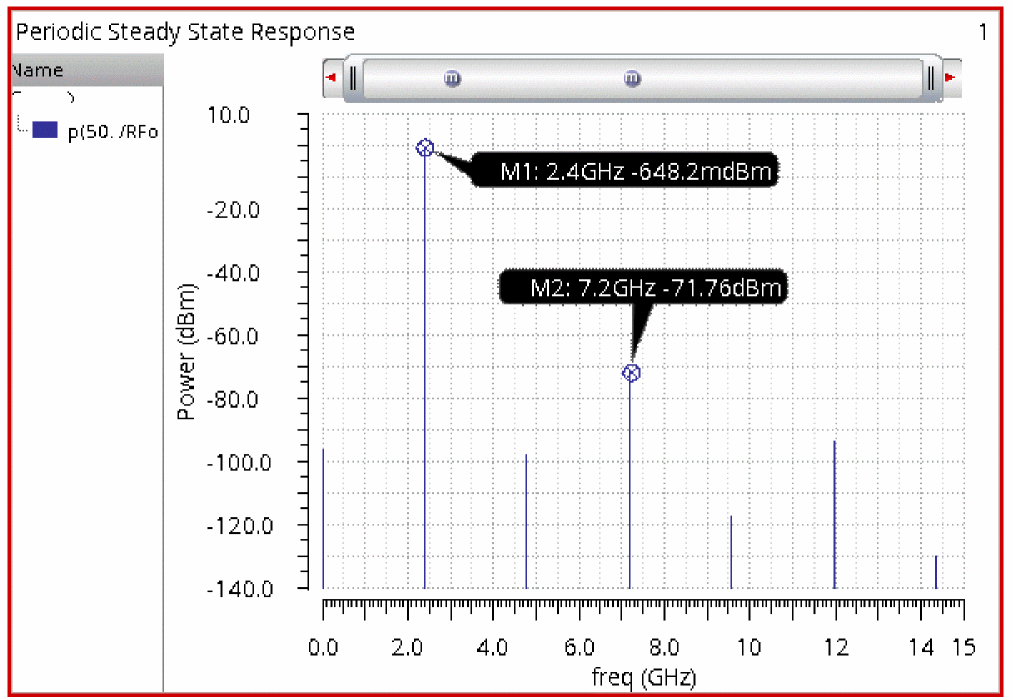 Periodic Steady State Response 1
Name
p(50. /RFo
10.0
-20.0
-40.0
-60.0
-80.0
-100.0
-120.0
-140.0
Power (dBm)
M1: 2.4GHz -648.2mdBm
M2: 7.2GHz -71.76dBm
0.0 2.0 4.0 6.0 8.0 10 12 14 15
freq (GHz)